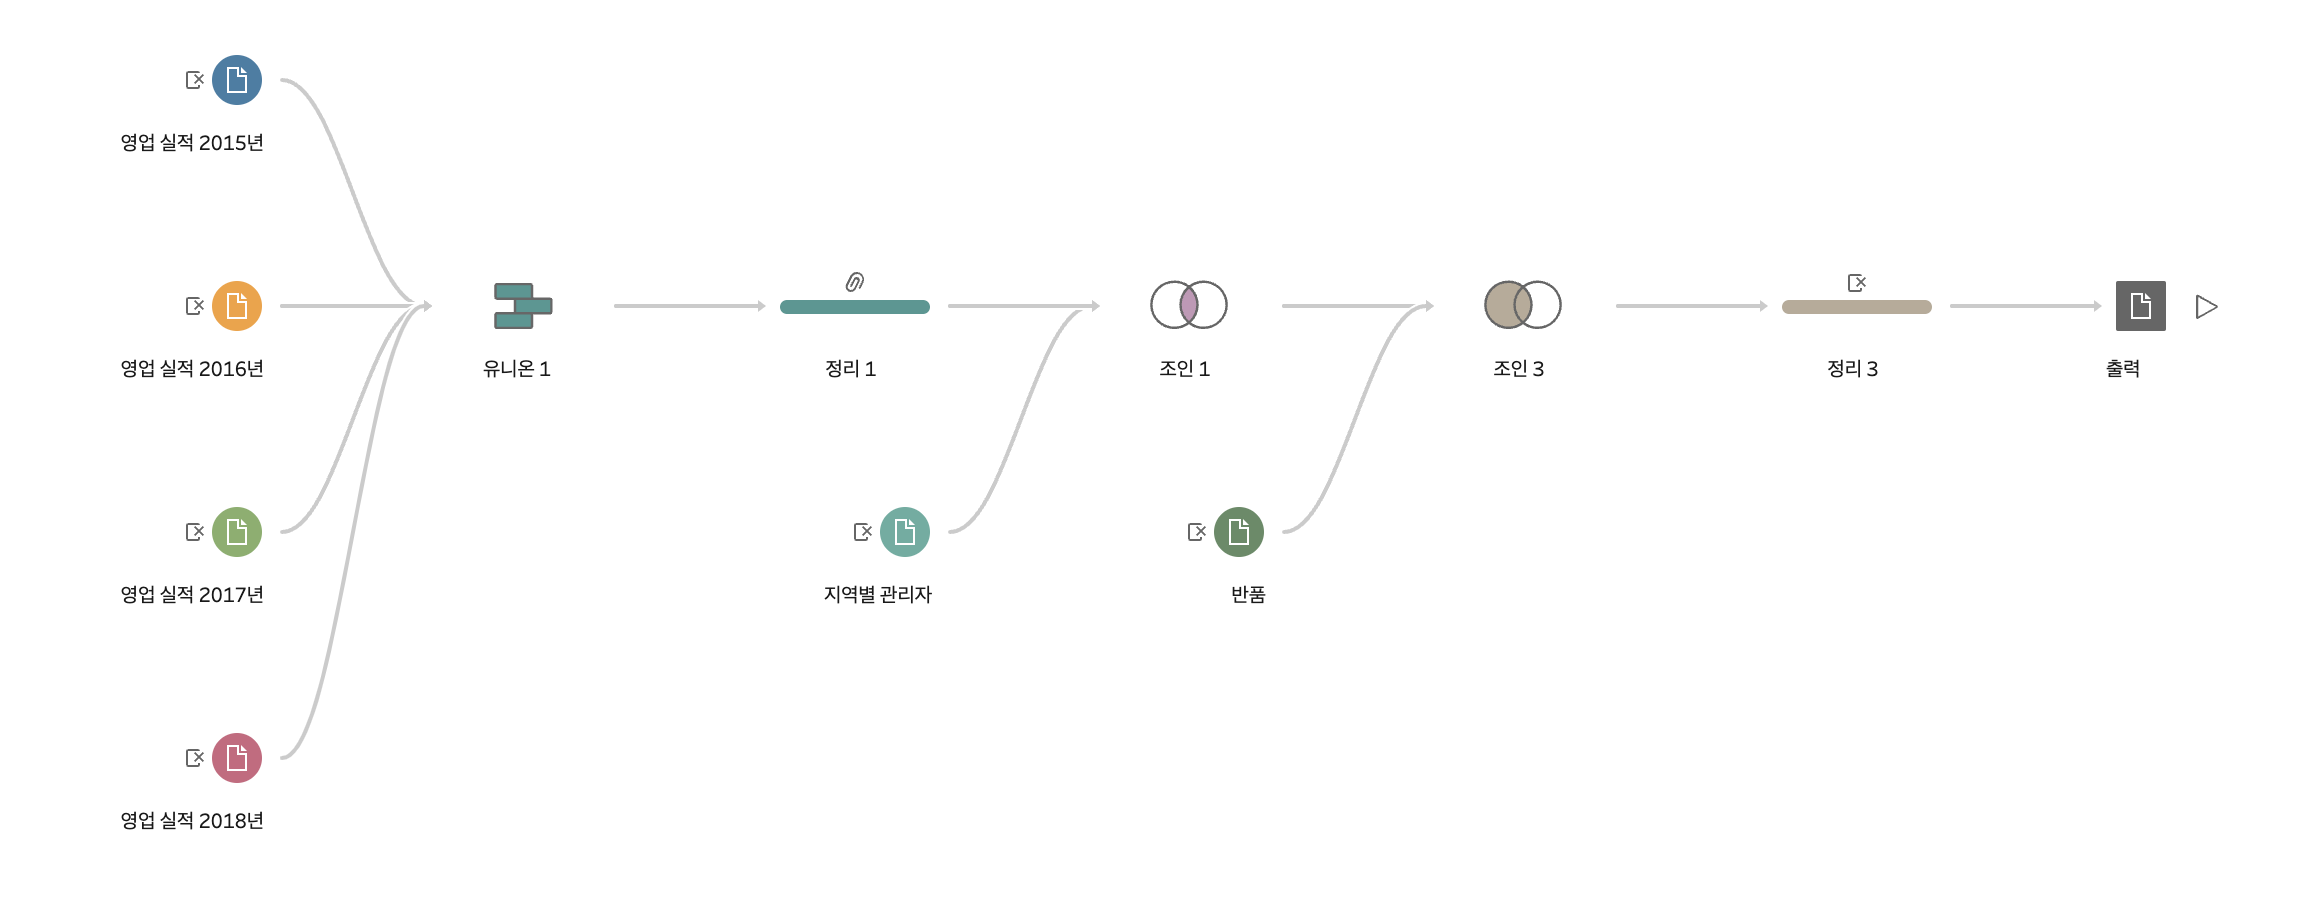 영업 실적 2015년
영업 실적 2016년
유니온 1
정리 1
조인 1
조인 3
정리 3
출력
영업 실적 2017년
지역별 관리자
반품
영업 실적 2018년